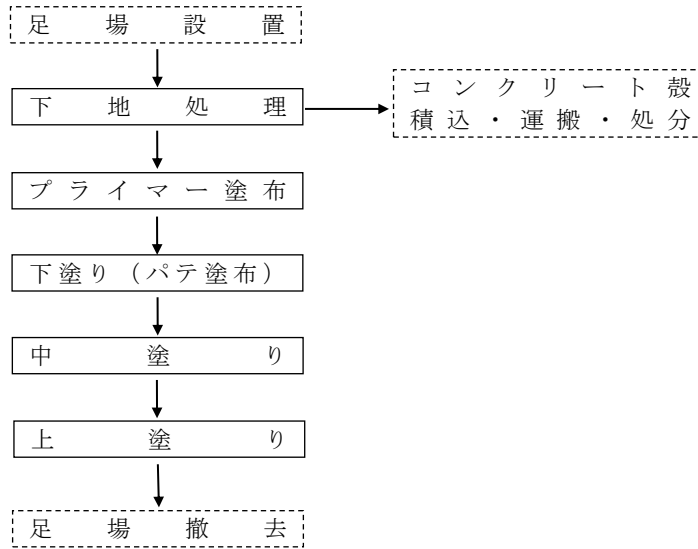 足場設置
下地処理
コンクリート殻
積込・運搬・処分
プライマー塗布
下塗り（パテ塗布）
中塗り
上塗り
足場撤去